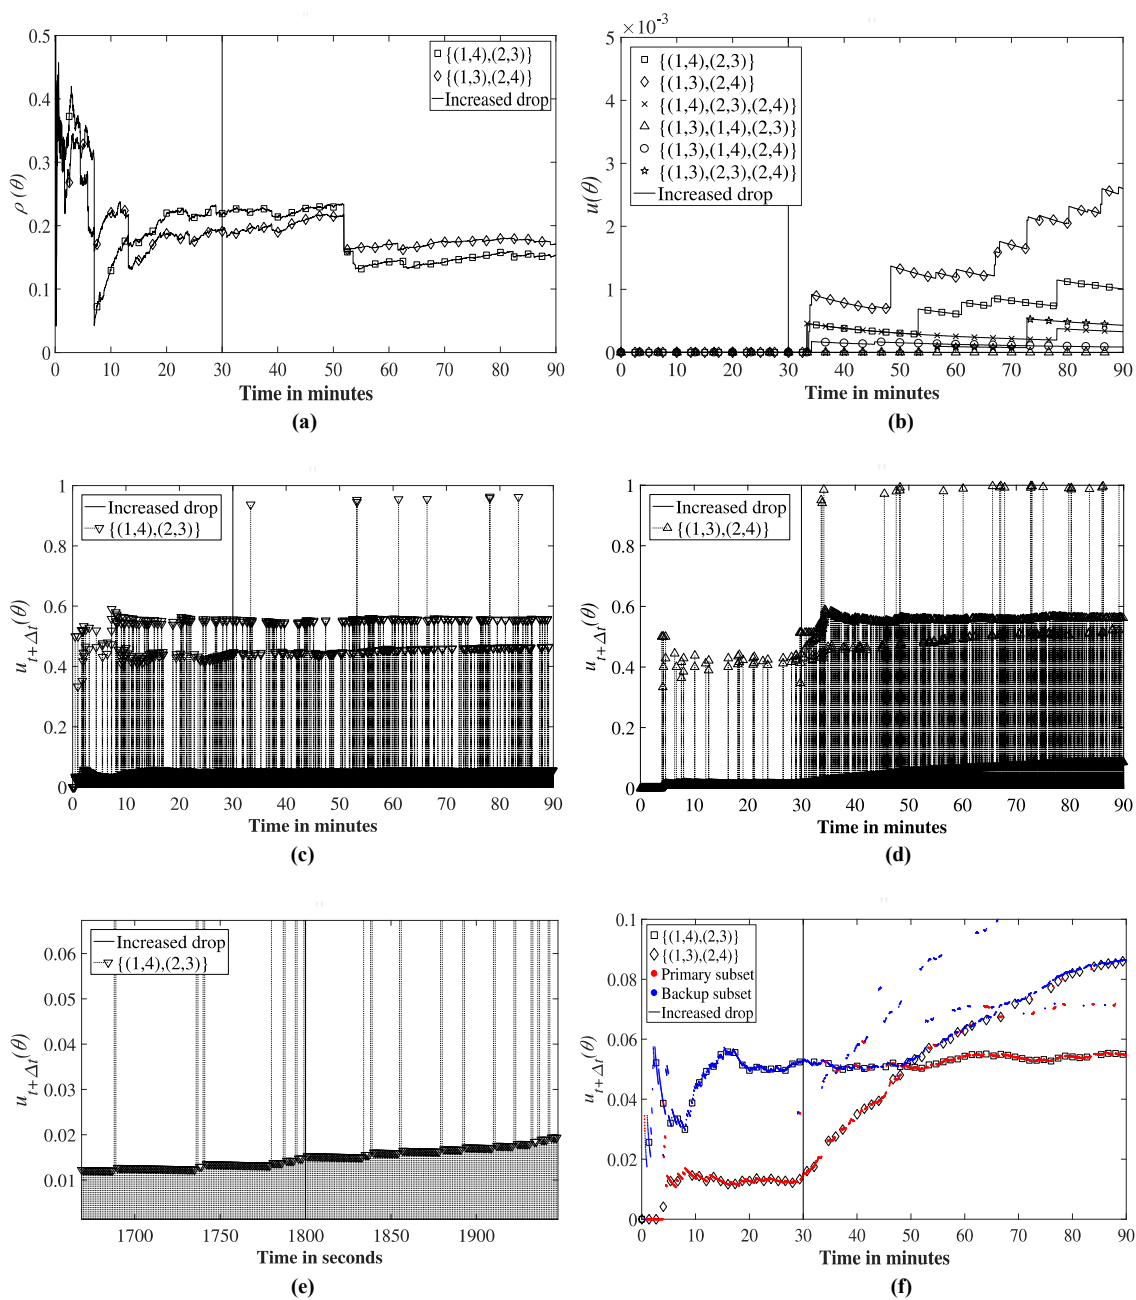 0.5
0.4
0.3
0.2
0.1
0
ρ (θ)
{(1,4),(2,3)}
{(1,3),(2,4)}
Increased drop
0 10 20 30 40 50 60 70 80 90
Time in minutes
(a)
×10⁻³
5
4
3
2
1
0
u(θ)
{(1,4),(2,3)}
{(1,3),(2,4)}
{(1,4),(2,3),(2,4)}
{(1,3),(1,4),(2,3)}
{(1,3),(1,4),(2,4)}
{(1,3),(2,3),(2,4)}
Increased drop
0 10 20 30 40 50 60 70 80 90
Time in minutes
(b)
1
0.8
0.6
0.4
0.2
0
u t+Δt(θ)
Increased drop
{(1,4),(2,3)}
0 10 20 30 40 50 60 70 80 90
Time in minutes
(c)
1
0.8
0.6
0.4
0.2
0
u t+Δt(θ)
Increased drop
{(1,3),(2,4)}
0 10 20 30 40 50 60 70 80 90
Time in minutes
(d)
0.06
0.05
0.04
0.03
0.02
0.01
u t+Δt(θ)
Increased drop
{(1,4),(2,3)}
1700 1750 1800 1850 1900
Time in seconds
(e)
0.1
0.08
0.06
0.04
0.02
0
u t+Δt(θ)
{(1,4),(2,3)}
{(1,3),(2,4)}
Primary subset
Backup subset
Increased drop
0 10 20 30 40 50 60 70 80 90
Time in minutes
(f)